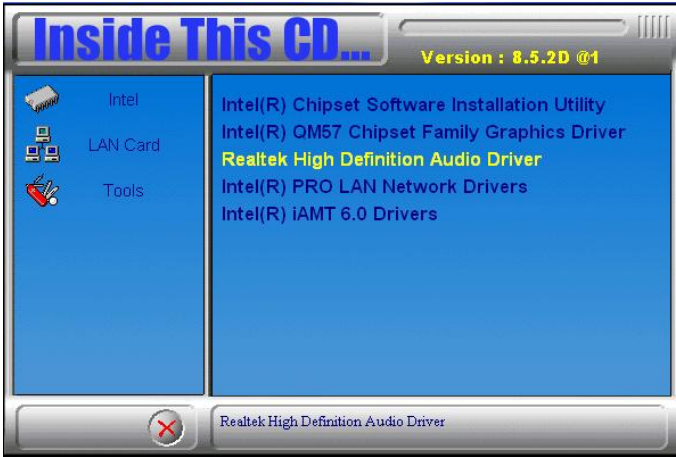 Inside This CD...
Version : 8.5.2D @1
Intel
LAN Card
Tools
Intel(R) Chipset Software Installation Utility
Intel(R) QM57 Chipset Family Graphics Driver
Realtek High Definition Audio Driver
Intel(R) PRO LAN Network Drivers
Intel(R) iAMT 6.0 Drivers
Realtek High Definition Audio Driver